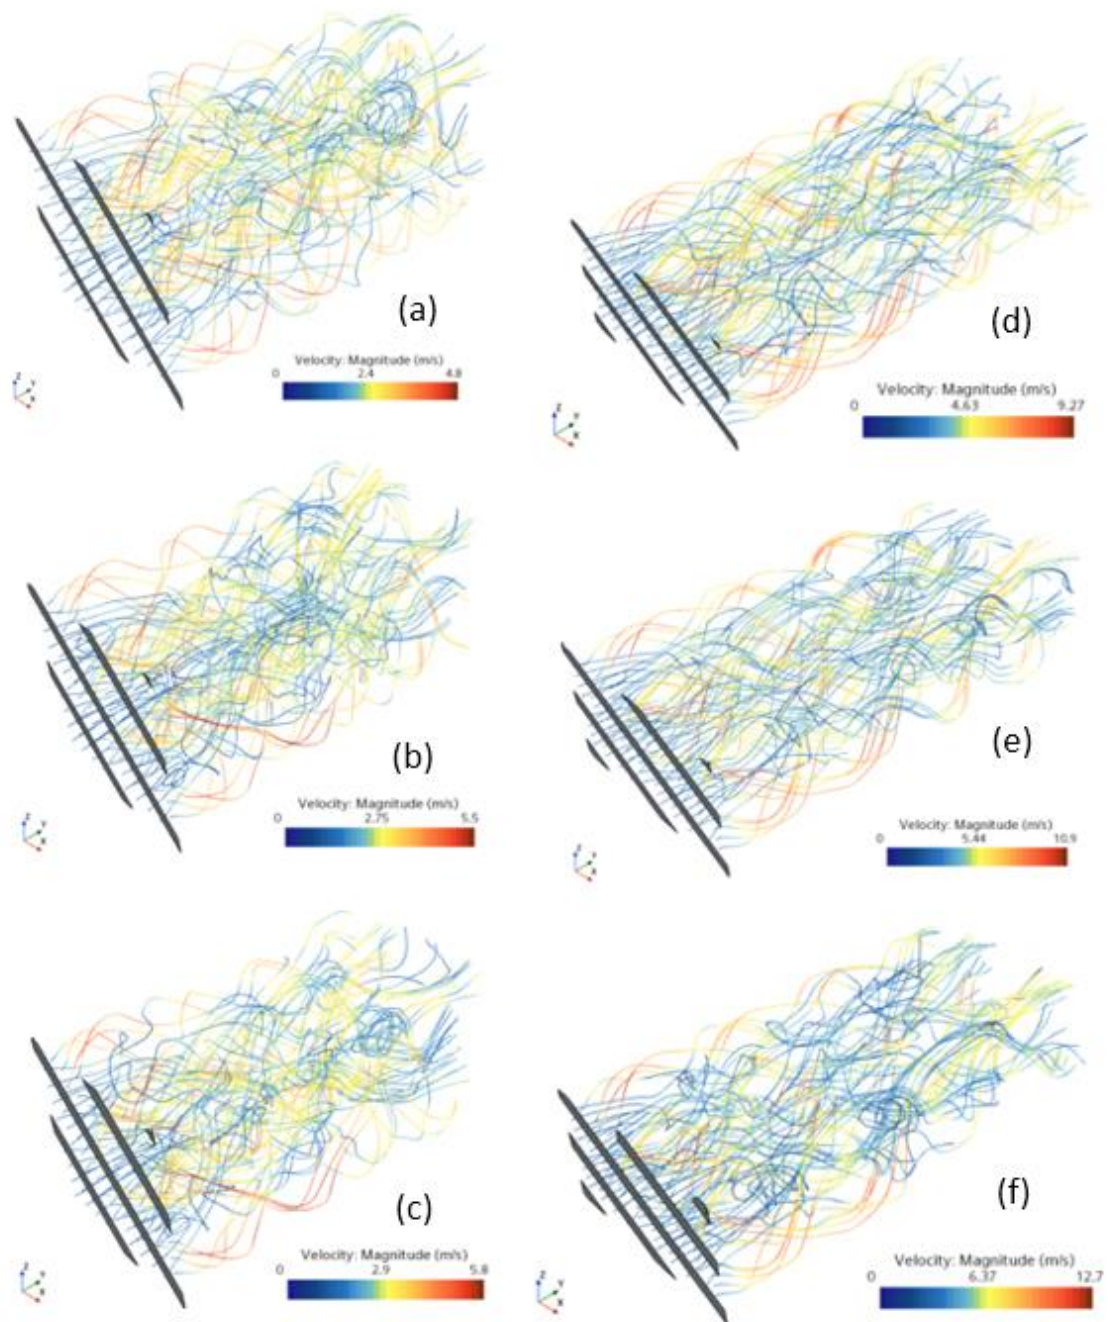 (a)
Velocity: Magnitude (m/s)
0 2.4 4.8
Z Y X
(d)
Velocity: Magnitude (m/s)
0 4.63 9.27
Z Y X
(b)
Velocity: Magnitude (m/s)
0 2.75 5.5
Z Y X
(e)
Velocity: Magnitude (m/s)
0 5.44 10.9
Z Y X
(c)
Velocity: Magnitude (m/s)
0 2.9 5.8
Z Y X
(f)
Velocity: Magnitude (m/s)
0 6.37 12.7
Z Y X